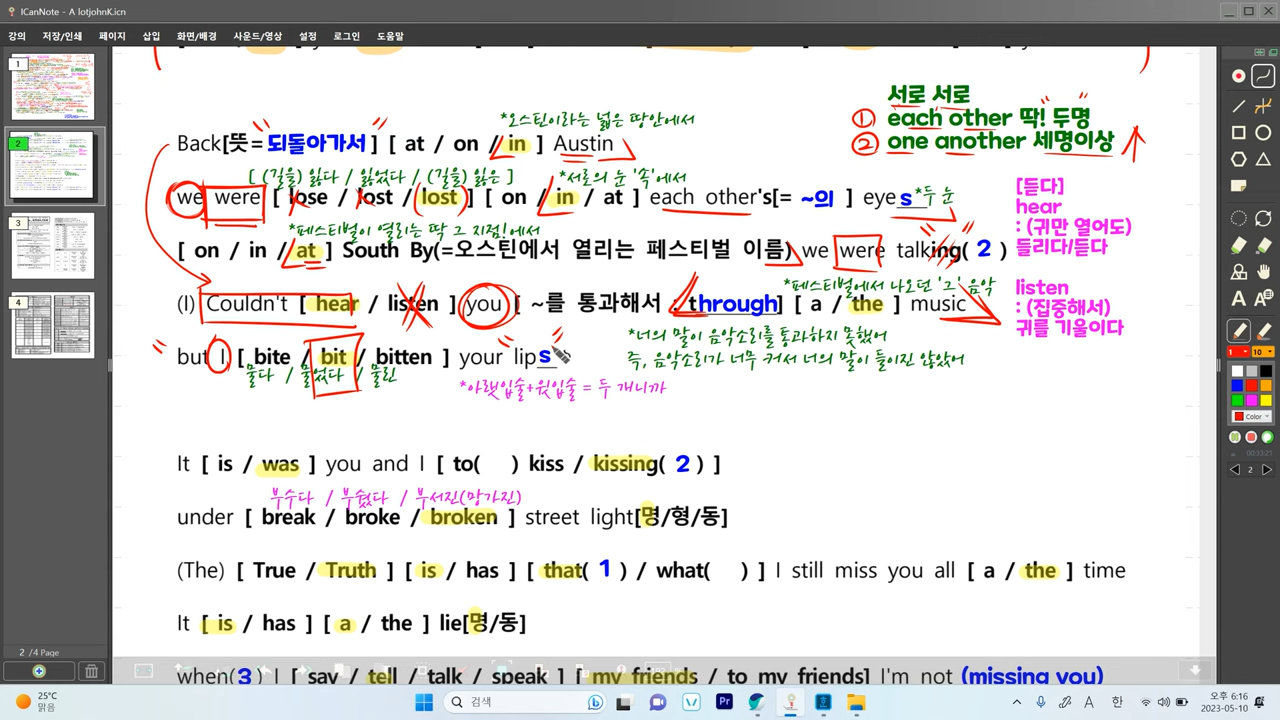 ICanNote - A lotjohnK.icn
강의 저장/인쇄 페이지 삽입 화면/배경 사운드/영상 설정 로그인 도움말
1
2
3
4
서로 서로
① each other 딱! 두명
② one another 세명이상
*오스틴이라는 넓은 땅안에서
Back[뜻= 되돌아가서 ] [ at / on / in ] Austin
[ (길을) 잃다 / 잃었다 / (길을) 잃은 ] *서로의 눈 '속'에서
we were [ lose / lost / lost ] [ on / in / at ] each other's[= ~의 ] eye s *두 눈
*페스티벌이 열리는 딱 그 지점!에서
[ on / in / at ] South By(=오스틴에서 열리는 페스티벌 이름) we were talking( 2 )
*페스티벌에서 나오던 '그' 음악
(I) Couldn't [ hear / listen ] you [ ~를 통과해서 : through] [ a / the ] music
*너의 말이 음악소리를 통과하지 못했어
즉, 음악소리가 너무 커서 너의 말이 들이진 않았어
but I [ bite / bit / bitten ] your lip s
물다 / 물었다 / 물린
*아랫입술+윗입술 = 두 개니까
[듣다]
hear
: (귀만 열어도)
들리다/듣다
listen
: (집중해서)
귀를 기울이다
It [ is / was ] you and I [ to( ) kiss / kissing( 2 ) ]
부수다 / 부쉈다 / 부서진(망가진)
under [ break / broke / broken ] street light[명/형/동]
(The) [ True / Truth ] [ is / has ] [ that( 1 ) / what( ) ] I still miss you all [ a / the ] time
It [ is / has ] [ a / the ] lie[명/동]
when(3 ) I [ say / tell / talk / speak ] [ my friends / to my friends] I'm not (missing you)
Color
00:33:21
2
2 /4 Page
25°C
맑음
검색
A 한
오후 6:16
2023-05-10